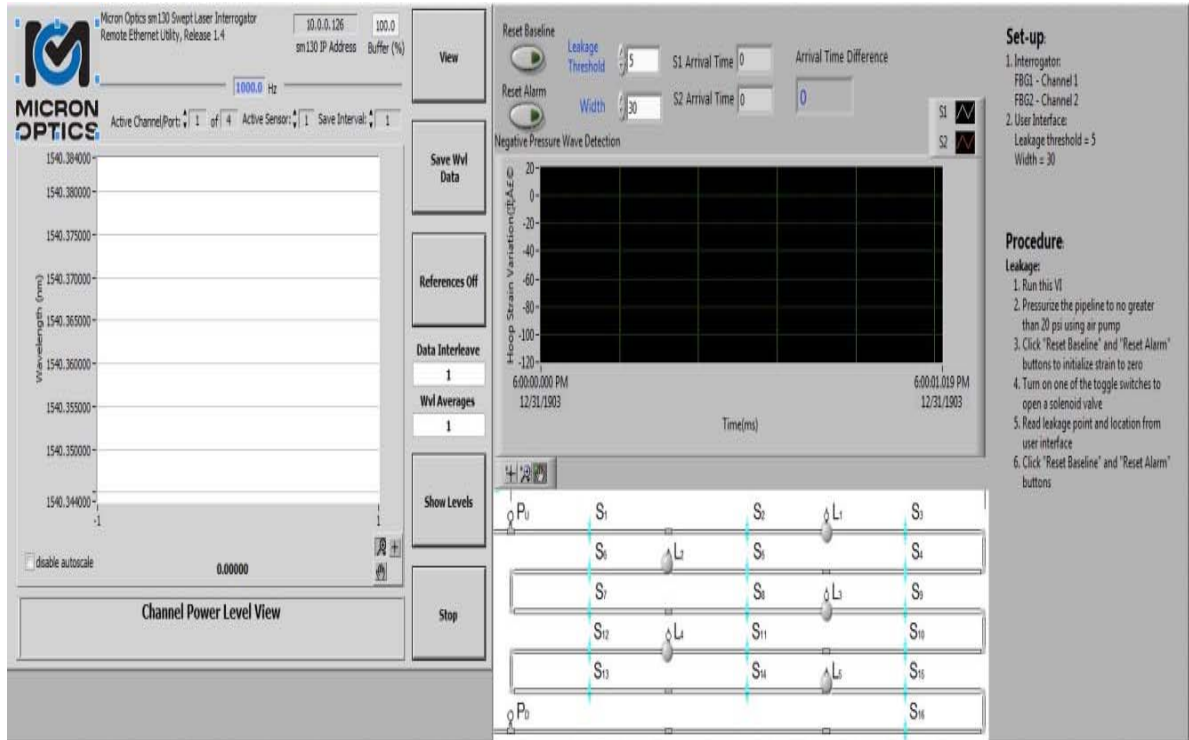 Micron Optics sm130 Swept Laser Interrogator
Remote Ethernet Utility, Release 1.4
10.0.0.126
100.0
sm130 IP Address
Buffer (%)
1000.0 Hz
MICRON
OPTICS
Active Channel/Port: 1 of 4 Active Sensor: 1 Save Interval: 1
1540.384000
1540.380000
1540.375000
1540.370000
1540.365000
1540.360000
1540.355000
1540.350000
1540.344000
Wavelength (nm)
-1
1
disable autoscale
0.00000
Channel Power Level View
View
Save Wvl
Data
References Off
Data Interleave
1
Wvl Averages
1
Show Levels
Stop
Reset Baseline
Reset Alarm
Leakage
Threshold
5
Width
30
S1 Arrival Time 0
S2 Arrival Time 0
Arrival Time Difference
0
S1
S2
Negative Pressure Wave Detection
Hoop Strain Variation
20
0
-20
-40
-60
-80
-100
-120
6:00:00.000 PM
12/31/1903
6:00:01.019 PM
12/31/1903
Time(ms)
PU S1 S2 L1 S3
S6 L2 S5 S4
S7 S8 L3 S9
S12 L4 S11 S10
S13 S14 L5 S15
PD S16
Set-up:
1. Interrogator:
FBG1 - Channel 1
FBG2 - Channel 2
2. User Interface:
Leakage threshold = 5
Width = 30
Procedure:
Leakage:
1. Run this VI
2. Pressurize the pipeline to no greater
than 20 psi using air pump
3. Click "Reset Baseline" and "Reset Alarm"
buttons to initialize strain to zero
4. Turn on one of the toggle switches to
open a solenoid valve
5. Read leakage point and location from
user interface
6. Click "Reset Baseline" and "Reset Alarm"
buttons